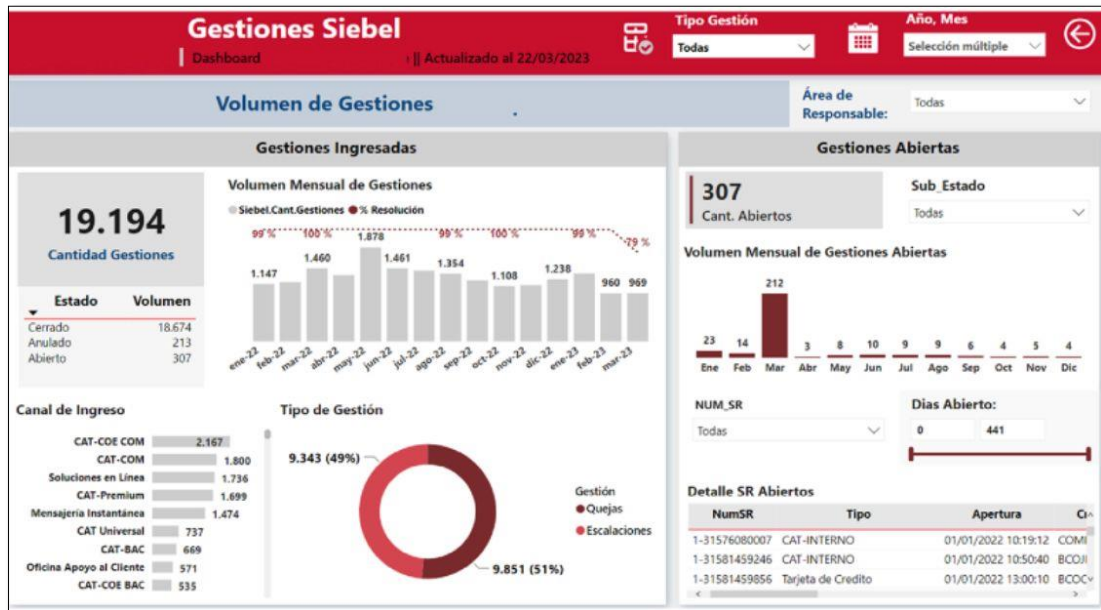 Gestiones Siebel
Dashboard
|| Actualizado al 22/03/2023
Tipo Gestión
Todas
Año, Mes
Selección múltiple
Volumen de Gestiones
.
Área de
Responsable:
Todas
Gestiones Ingresadas
19.194
Cantidad Gestiones
Estado Volumen
Cerrado 18.674
Anulado 213
Abierto 307
Volumen Mensual de Gestiones
Siebel.Cant.Gestiones % Resolución
99 % 100 % 99 % 100 % 99 % 79 %
1.147 1.460 1.878 1.461 1.354 1.108 1.238 960 969
ene-22 feb-22 mar-22 abr-22 may-22 jun-22 jul-22 ago-22 sep-22 oct-22 nov-22 dic-22 ene-23 feb-23 mar-23
Canal de Ingreso
CAT-COE COM 2.167
CAT-COM 1.800
Soluciones en Línea 1.736
CAT-Premium 1.699
Mensajería Instantánea 1.474
CAT Universal 737
CAT-BAC 669
Oficina Apoyo al Cliente 571
CAT-COE BAC 535
Tipo de Gestión
9.343 (49%)
9.851 (51%)
Gestión
Quejas
Escalaciones
Gestiones Abiertas
307
Cant. Abiertos
Sub_Estado
Todas
Volumen Mensual de Gestiones Abiertas
23 14 212 3 8 10 9 9 6 4 5 4
Ene Feb Mar Abr May Jun Jul Ago Sep Oct Nov Dic
NUM_SR
Todas
Dias Abierto:
0 441
Detalle SR Abiertos
NumSR Tipo Apertura
1-31576080007 CAT-INTERNO 01/01/2022 10:19:12
1-31581459246 CAT-INTERNO 01/01/2022 10:50:40
1-31581459856 Tarjeta de Credito 01/01/2022 13:00:10